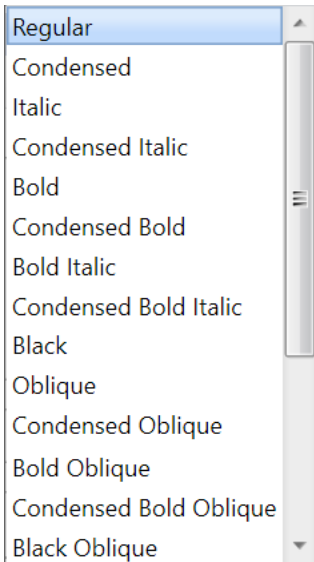 Regular
Condensed
Italic
Condensed Italic
Bold
Condensed Bold
Bold Italic
Condensed Bold Italic
Black
Oblique
Condensed Oblique
Bold Oblique
Condensed Bold Oblique
Black Oblique